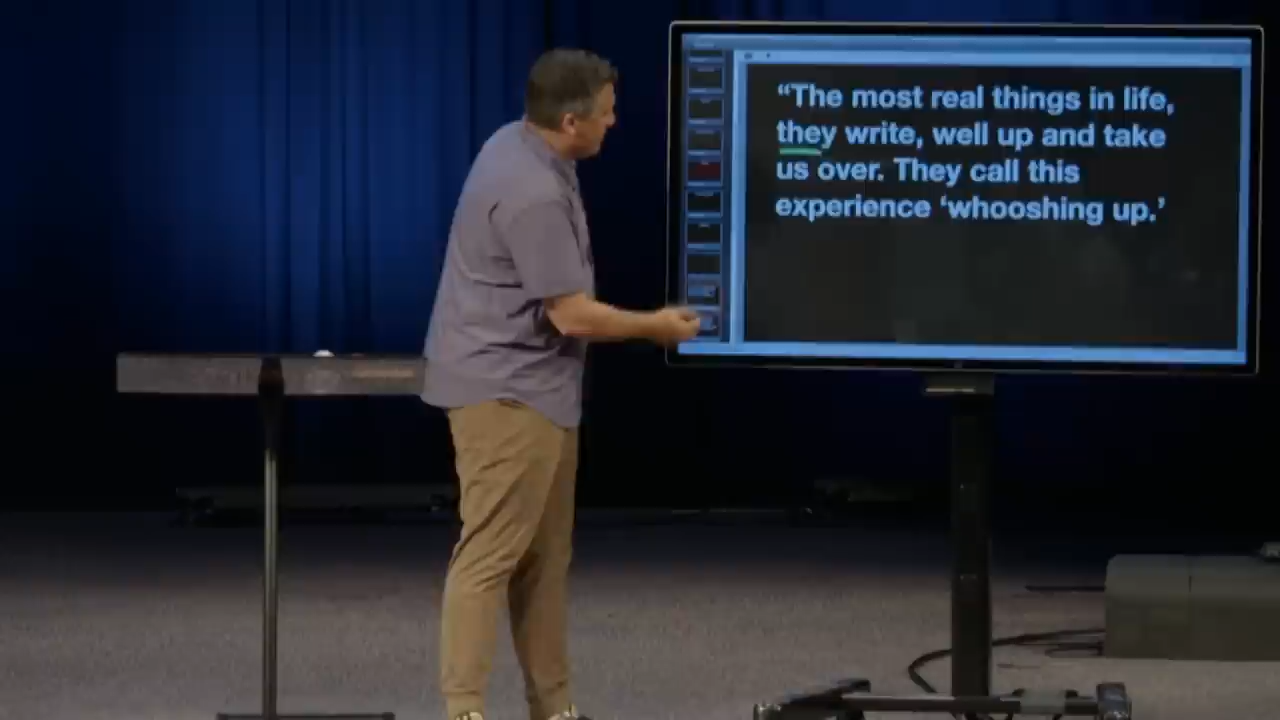 “The most real things in life,
they write, well up and take
us over. They call this
experience ‘whooshing up.’